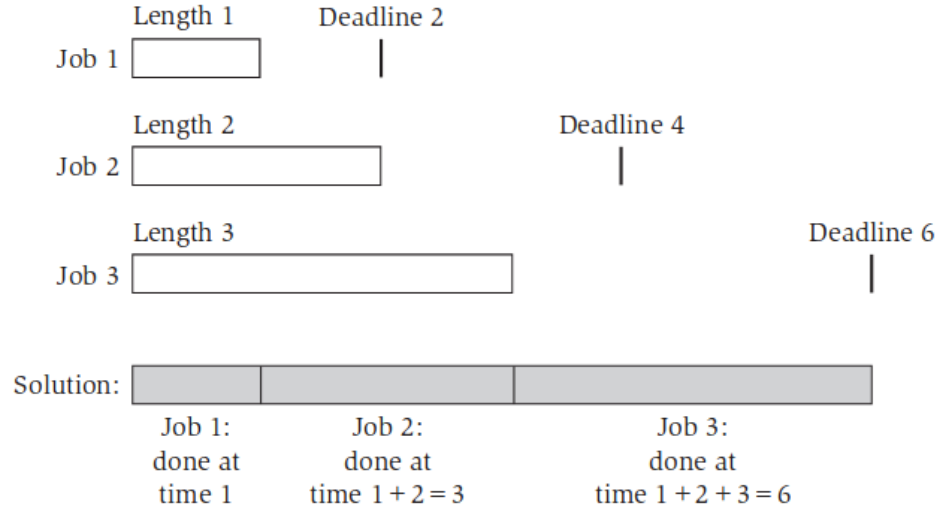 Length 1
Deadline 2
Job 1
Length 2
Deadline 4
Job 2
Length 3
Deadline 6
Job 3
Solution:
Job 1:
done at
time 1
Job 2:
done at
time 1 + 2 = 3
Job 3:
done at
time 1 + 2 + 3 = 6